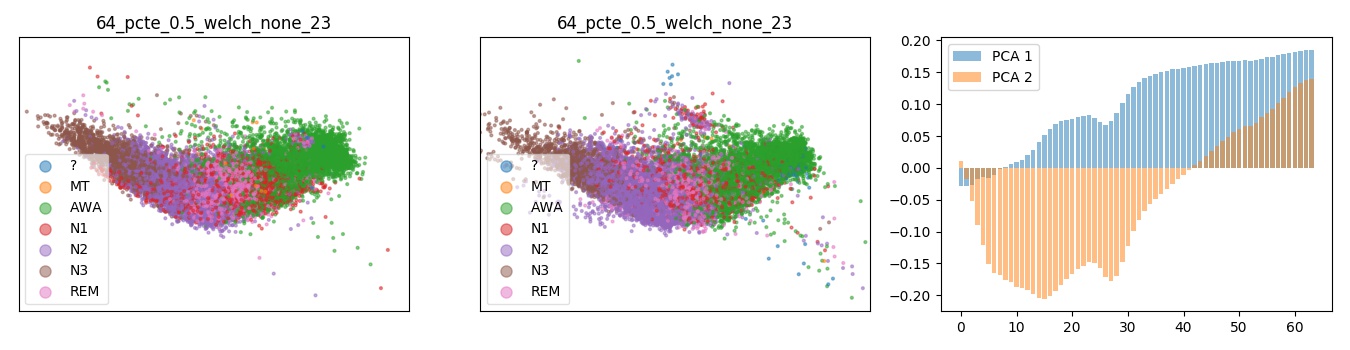 64_pcte_0.5_welch_none_23
?
MT
AWA
N1
N2
N3
REM
64_pcte_0.5_welch_none_23
?
MT
AWA
N1
N2
N3
REM
0.20
0.15
0.10
0.05
0.00
−0.05
−0.10
−0.15
−0.20
PCA 1
PCA 2
0 10 20 30 40 50 60